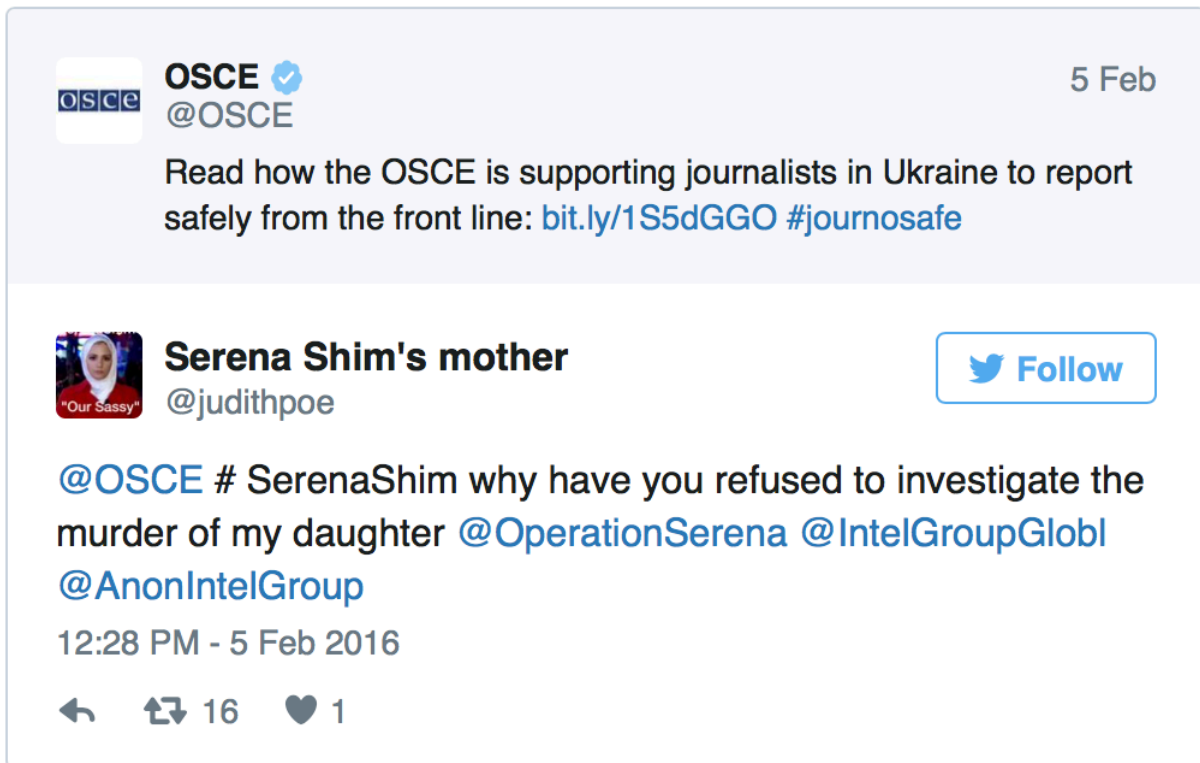 OSCE
@OSCE
5 Feb
osce
Read how the OSCE is supporting journalists in Ukraine to report
safely from the front line: bit.ly/1S5dGGO #journosafe
Serena Shim's mother
@judithpoe
Follow
"Our Sassy"
@OSCE # SerenaShim why have you refused to investigate the
murder of my daughter @OperationSerena @IntelGroupGlobl
@AnonIntelGroup
12:28 PM - 5 Feb 2016
16 1